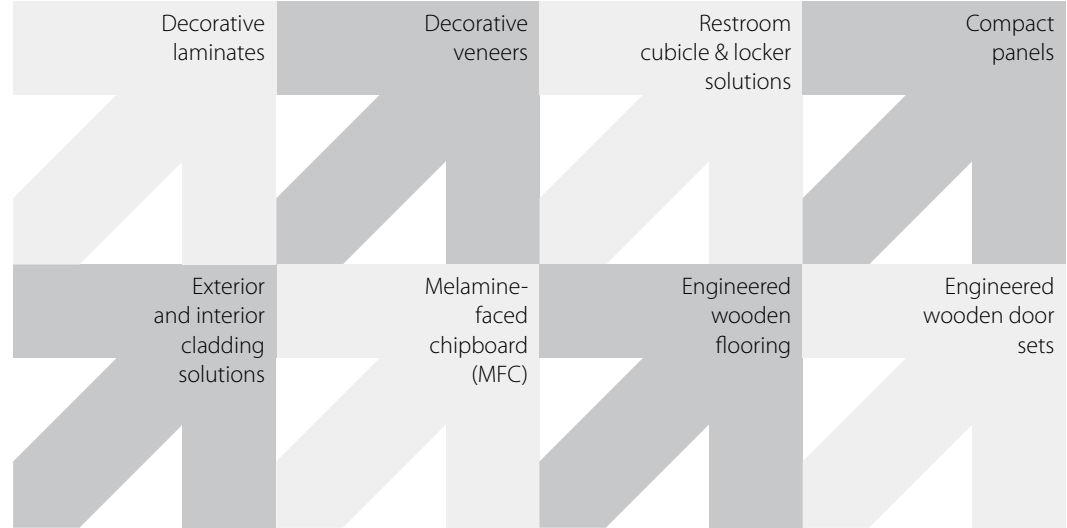 Decorative
laminates
Decorative
veneers
Restroom
cubicle & locker
solutions
Compact
panels
Exterior
and interior
cladding
solutions
Melamine-
faced
chipboard
(MFC)
Engineered
wooden
flooring
Engineered
wooden door
sets